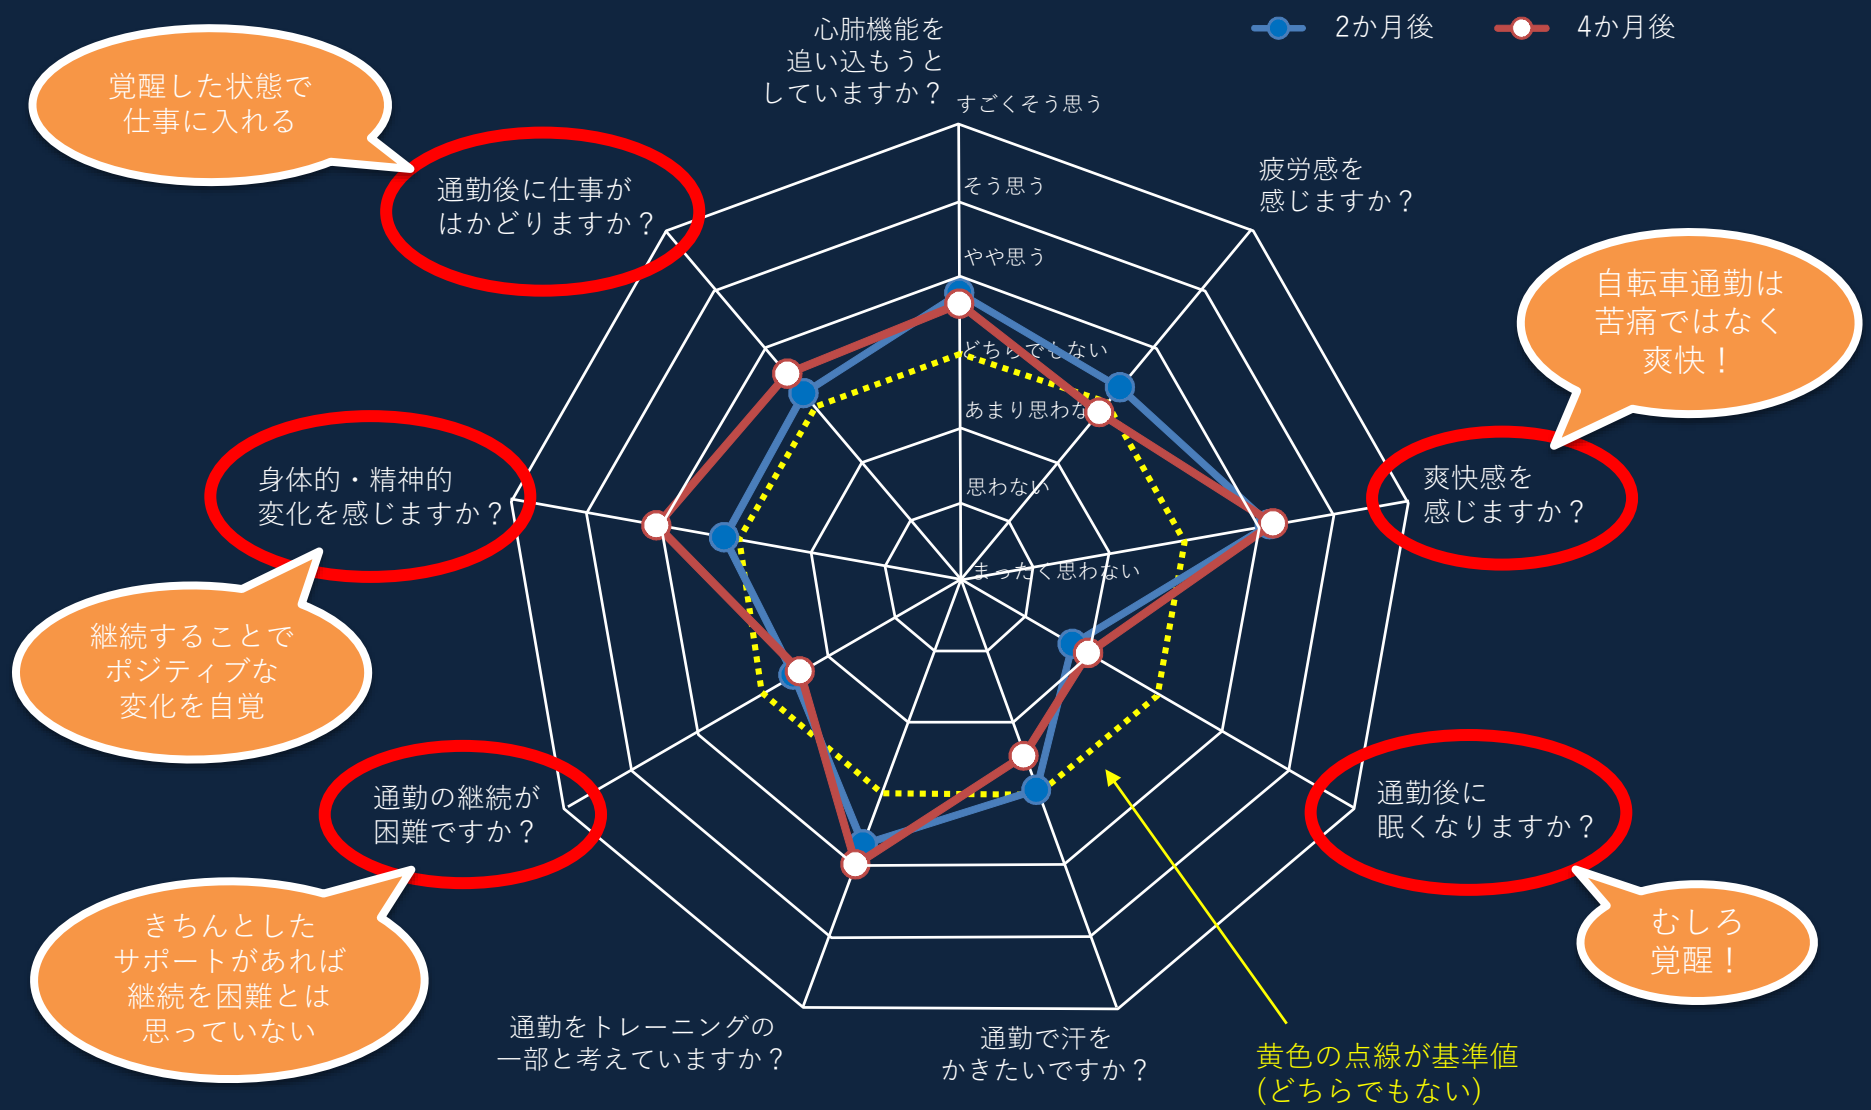 2か月後
4か月後
心肺機能を
追い込もうと
していますか？
すごくそう思う
そう思う
やや思う
どちらでもない
あまり思わな
思わない
まったく思わない
疲労感を
感じますか？
爽快感を
感じますか？
自転車通勤は
苦痛ではなく
爽快！
通勤後に
眠くなりますか？
むしろ
覚醒！
通勤で汗を
かきたいですか？
黄色の点線が基準値
(どちらでもない)
通勤をトレーニングの
一部と考えていますか？
通勤の継続が
困難ですか？
きちんとした
サポートがあれば
継続を困難とは
思っていない
身体的・精神的
変化を感じますか？
継続することで
ポジティブな
変化を自覚
通勤後に仕事が
はかどりますか？
覚醒した状態で
仕事に入れる